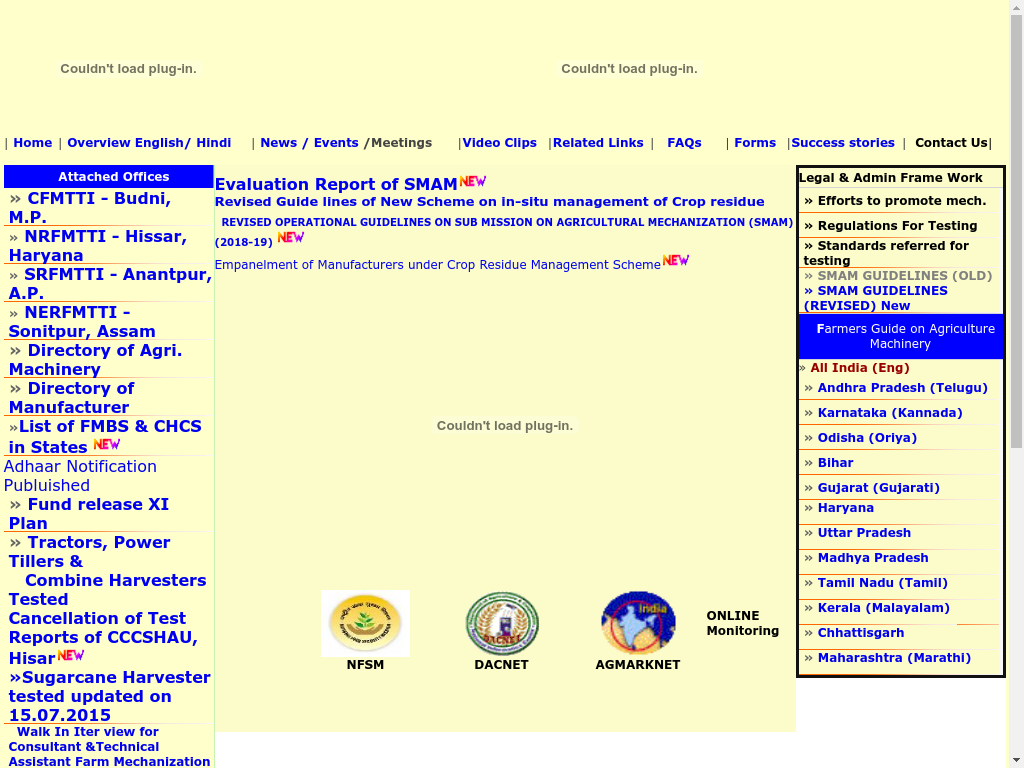 Couldn't load plug-in.
Couldn't load plug-in.
| Home | Overview English/ Hindi | News / Events /Meetings |Video Clips |Related Links | FAQs | Forms |Success stories | Contact Us|
Attached Offices
» CFMTTI – Budni,
M.P.
» NRFMTTI – Hissar,
Haryana
» SRFMTTI – Anantpur,
A.P.
» NERFMTTI –
Sonitpur, Assam
» Directory of Agri.
Machinery
» Directory of
Manufacturer
»List of FMBS & CHCS
in States NEW
Adhaar Notification
Publuished
» Fund release XI
Plan
» Tractors, Power
Tillers &
Combine Harvesters
Tested
Cancellation of Test
Reports of CCCSHAU,
Hisar NEW
»Sugarcane Harvester
tested updated on
15.07.2015
Walk In Iter view for
Consultant &Technical
Assistant Farm Mechanization
Evaluation Report of SMAM NEW
Revised Guide lines of New Scheme on in-situ management of Crop residue
REVISED OPERATIONAL GUIDELINES ON SUB MISSION ON AGRICULTURAL MECHANIZATION (SMAM)
(2018-19) NEW
Empanelment of Manufacturers under Crop Residue Management Scheme NEW
Couldn't load plug-in.
DACNET
India
NFSM
DACNET
AGMARKNET
ONLINE
Monitoring
Legal & Admin Frame Work
» Efforts to promote mech.
» Regulations For Testing
» Standards referred for
testing
» SMAM GUIDELINES (OLD)
» SMAM GUIDELINES
(REVISED) New
Farmers Guide on Agriculture
Machinery
» All India (Eng)
» Andhra Pradesh (Telugu)
» Karnataka (Kannada)
» Odisha (Oriya)
» Bihar
» Gujarat (Gujarati)
» Haryana
» Uttar Pradesh
» Madhya Pradesh
» Tamil Nadu (Tamil)
» Kerala (Malayalam)
» Chhattisgarh
» Maharashtra (Marathi)